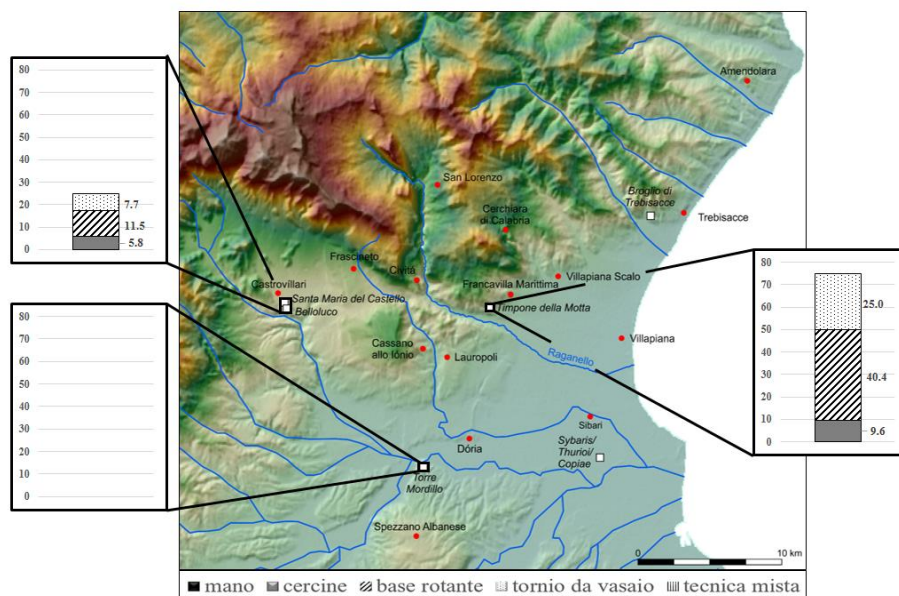 80
70
60
50
40
30
20
10
0
7.7
11.5
5.8
80
70
60
50
40
30
20
10
0
Amendolara
San Lorenzo
Broglio di
Trebisacce
Trebisacce
Cerchiara
di Calabria
Frascineto
Civitá
Villapiana Scalo
Castrovillari
Francavilla Marittima
Santa Maria del Castello
Belloluco
Timpone della Motta
Villapiana
Cassano
allo Iônio
Lauropoli
Raganello
Sibari
Dória
Sybaris/
Thurioi/
Copiae
Torre
Mordillo
Spezzano Albanese
0 10 km
80
70
60
50
40
30
20
10
0
25.0
40.4
9.6
mano cercine base rotante tornio da vasaio tecnica mista